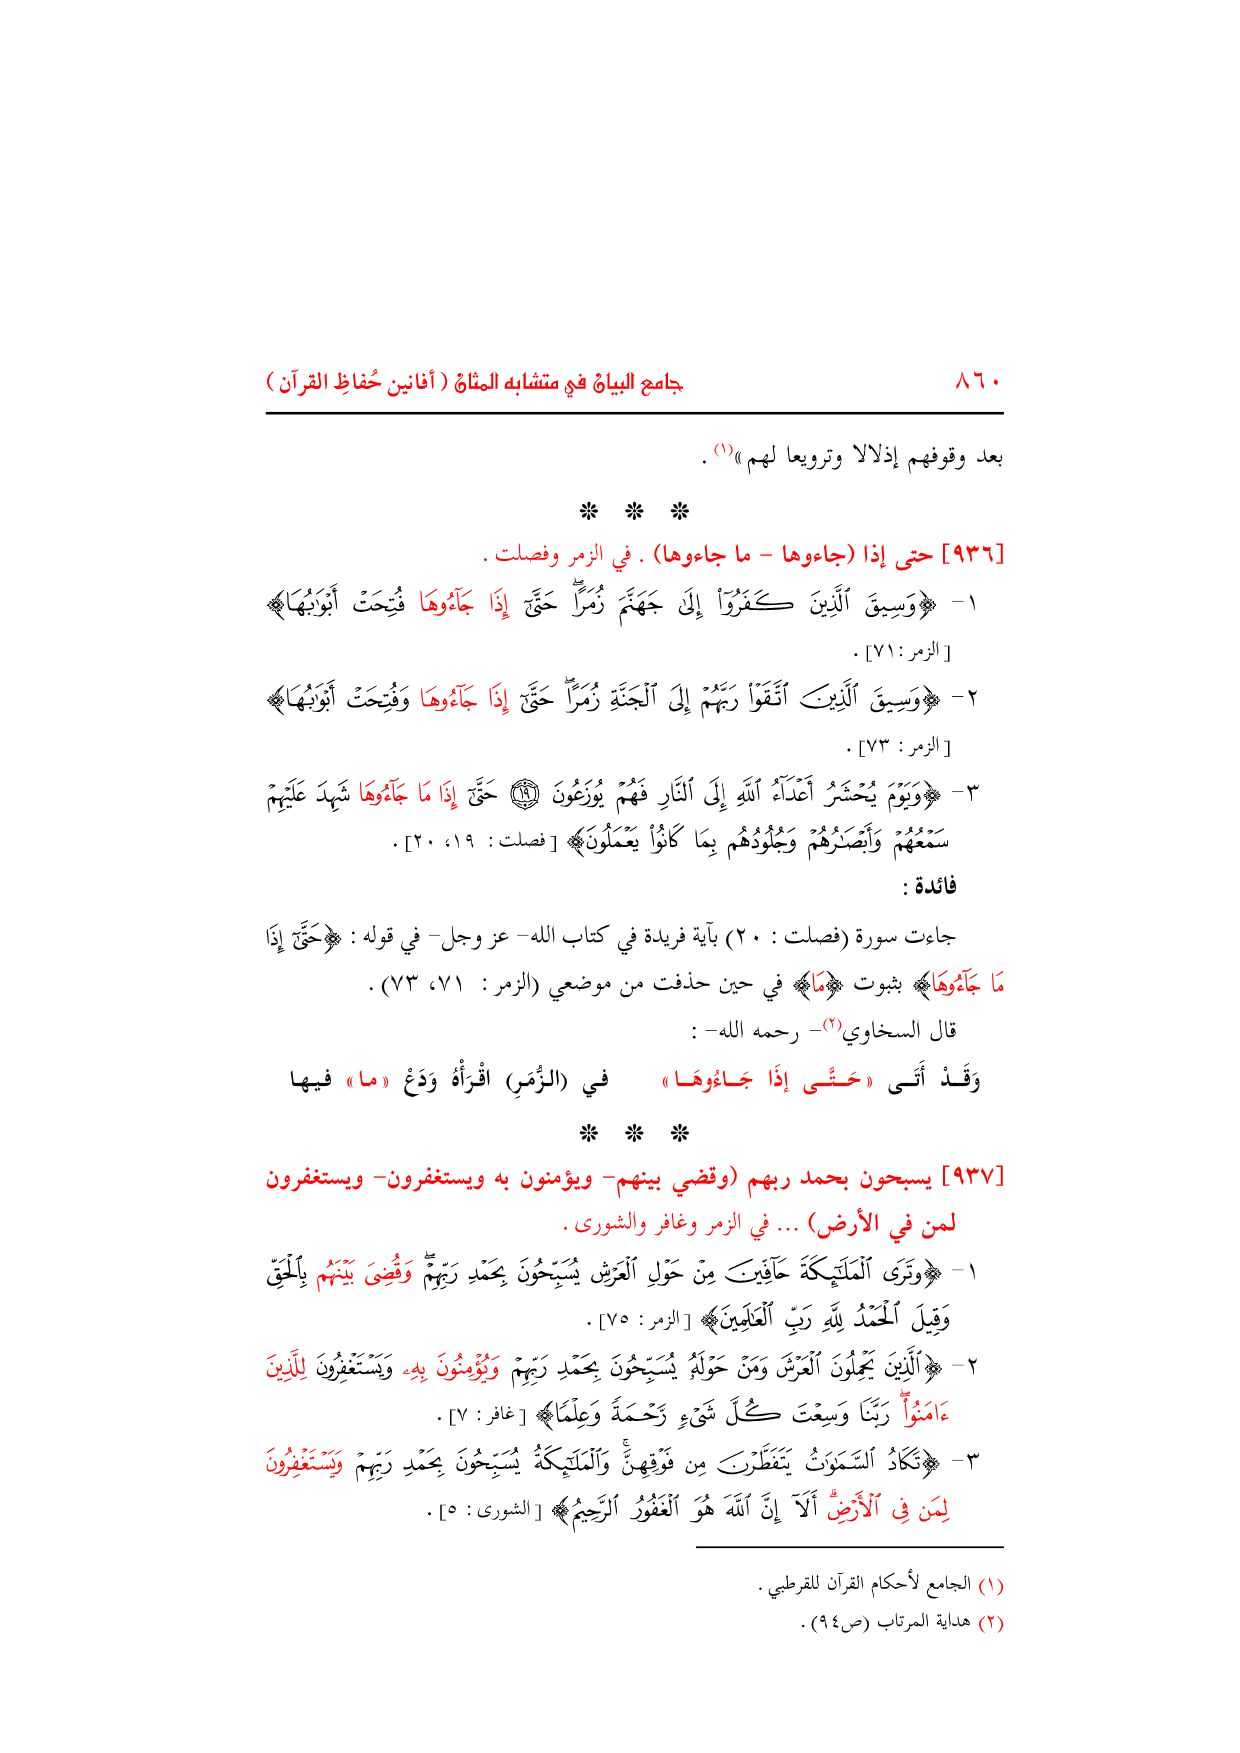 ٨٦٠ جامع البيان في متشابه المثاني ( أفانين حُفاظِ القرآن )
بعد وقوفهم إذلالا وترويعا لهم»(١) .
❊ ❊ ❊
[٩٣٦] حتى إذا (جاءوها – ما جاءوها) . في الزمر وفصلت .
١- ﴿وَسِيقَ ٱلَّذِينَ كَفَرُوٓا۟ إِلَىٰ جَهَنَّمَ زُمَرًا ۖ حَتَّىٰٓ إِذَا جَآءُوهَا فُتِحَتْ أَبْوَٰبُهَا﴾
[الزمر :٧١] .
٢- ﴿وَسِيقَ ٱلَّذِينَ ٱتَّقَوْا۟ رَبَّهُمْ إِلَى ٱلْجَنَّةِ زُمَرًا ۖ حَتَّىٰٓ إِذَا جَآءُوهَا وَفُتِحَتْ أَبْوَٰبُهَا﴾
[الزمر : ٧٣] .
٣- ﴿وَيَوْمَ يُحْشَرُ أَعْدَآءُ ٱللَّهِ إِلَى ٱلنَّارِ فَهُمْ يُوزَعُونَ ۝١٩ حَتَّىٰٓ إِذَا مَا جَآءُوهَا شَهِدَ عَلَيْهِمْ
سَمْعُهُمْ وَأَبْصَٰرُهُمْ وَجُلُودُهُم بِمَا كَانُوا۟ يَعْمَلُونَ﴾ [فصلت : ١٩، ٢٠] .
فائدة :
جاءت سورة (فصلت : ٢٠) بآية فريدة في كتاب الله- عز وجل- في قوله : ﴿حَتَّىٰٓ إِذَا
مَا جَآءُوهَا﴾ بثبوت ﴿مَا﴾ في حين حذفت من موضعي (الزمر : ٧١، ٧٣) .
قال السخاوي(٢)- رحمه الله- :
وَقَـدْ أَتَـى «حَـتَّـى إذَا جَـاءُوهَـا» في (الزُّمَرِ) اقْرَأْهُ وَدَعْ «ما» فيها
❊ ❊ ❊
[٩٣٧] يسبحون بحمد ربهم (وقضي بينهم- ويؤمنون به ويستغفرون- ويستغفرون
لمن في الأرض) ... في الزمر وغافر والشورى .
١- ﴿وَتَرَى ٱلْمَلَٰٓئِكَةَ حَآفِّينَ مِنْ حَوْلِ ٱلْعَرْشِ يُسَبِّحُونَ بِحَمْدِ رَبِّهِمْ ۖ وَقُضِىَ بَيْنَهُم بِٱلْحَقِّ
وَقِيلَ ٱلْحَمْدُ لِلَّهِ رَبِّ ٱلْعَٰلَمِينَ﴾ [الزمر : ٧٥] .
٢- ﴿ٱلَّذِينَ يَحْمِلُونَ ٱلْعَرْشَ وَمَنْ حَوْلَهُۥ يُسَبِّحُونَ بِحَمْدِ رَبِّهِمْ وَيُؤْمِنُونَ بِهِۦ وَيَسْتَغْفِرُونَ لِلَّذِينَ
ءَامَنُوا۟ ۖ رَبَّنَا وَسِعْتَ كُلَّ شَىْءٍ رَّحْمَةً وَعِلْمًا﴾ [غافر : ٧] .
٣- ﴿تَكَادُ ٱلسَّمَٰوَٰتُ يَتَفَطَّرْنَ مِن فَوْقِهِنَّ ۚ وَٱلْمَلَٰٓئِكَةُ يُسَبِّحُونَ بِحَمْدِ رَبِّهِمْ وَيَسْتَغْفِرُونَ
لِمَن فِى ٱلْأَرْضِ ۗ أَلَآ إِنَّ ٱللَّهَ هُوَ ٱلْغَفُورُ ٱلرَّحِيمُ﴾ [الشورى : ٥] .
(١) الجامع لأحكام القرآن للقرطبي .
(٢) هداية المرتاب (ص٩٤) .